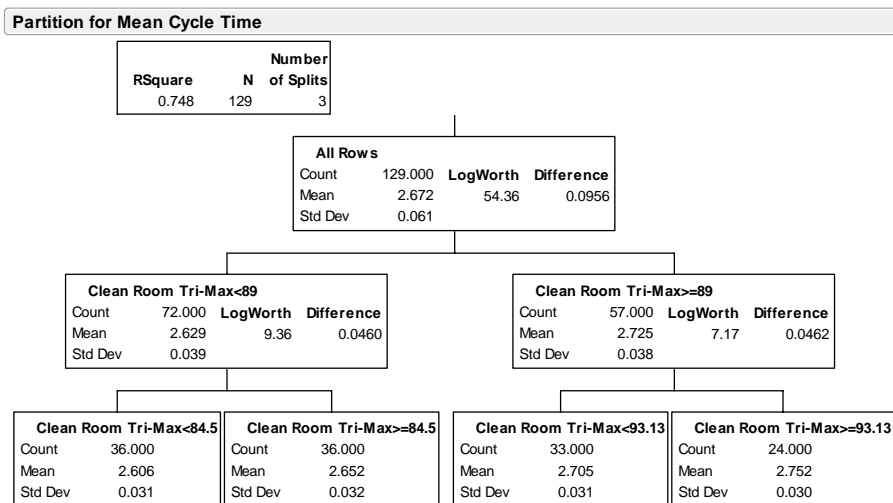 Partition for Mean Cycle Time
Number
RSquare N of Splits
0.748 129 3
All Rows
Count 129.000 LogWorth Difference
Mean 2.672 54.36 0.0956
Std Dev 0.061
Clean Room Tri-Max<89
Count 72.000 LogWorth Difference
Mean 2.629 9.36 0.0460
Std Dev 0.039
Clean Room Tri-Max>=89
Count 57.000 LogWorth Difference
Mean 2.725 7.17 0.0462
Std Dev 0.038
Clean Room Tri-Max<84.5
Count 36.000
Mean 2.606
Std Dev 0.031
Clean Room Tri-Max>=84.5
Count 36.000
Mean 2.652
Std Dev 0.032
Clean Room Tri-Max<93.13
Count 33.000
Mean 2.705
Std Dev 0.031
Clean Room Tri-Max>=93.13
Count 24.000
Mean 2.752
Std Dev 0.030